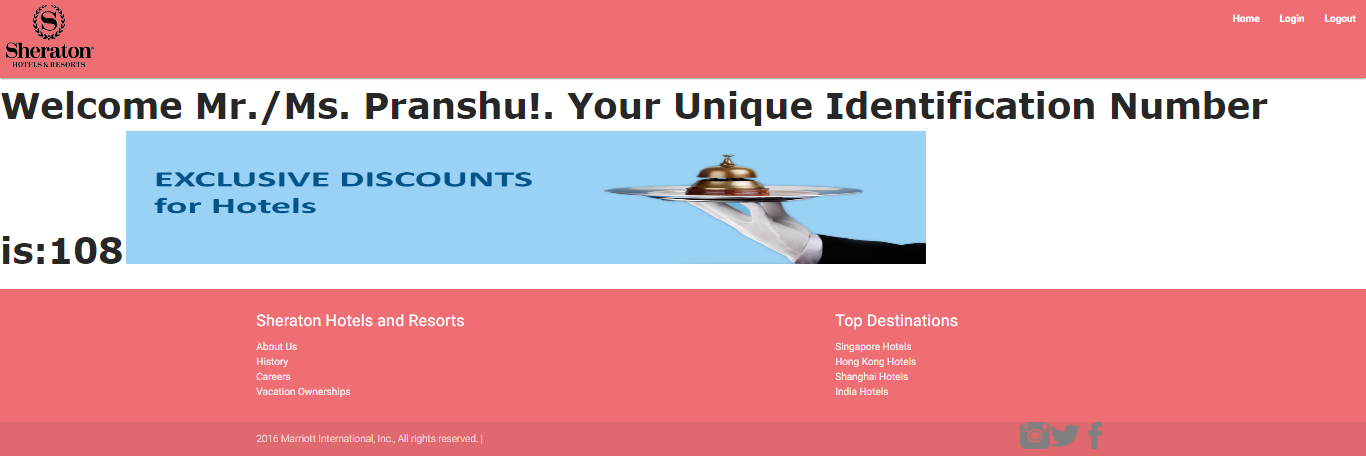 S
Sheraton
HOTELS & RESORTS
Home Login Logout
Welcome Mr./Ms. Pranshu!. Your Unique Identification Number
EXCLUSIVE DISCOUNTS
for Hotels
is:108
Sheraton Hotels and Resorts
About Us
History
Careers
Vacation Ownerships
Top Destinations
Singapore Hotels
Hong Kong Hotels
Shanghai Hotels
India Hotels
2016 Marriott International, Inc., All rights reserved. |